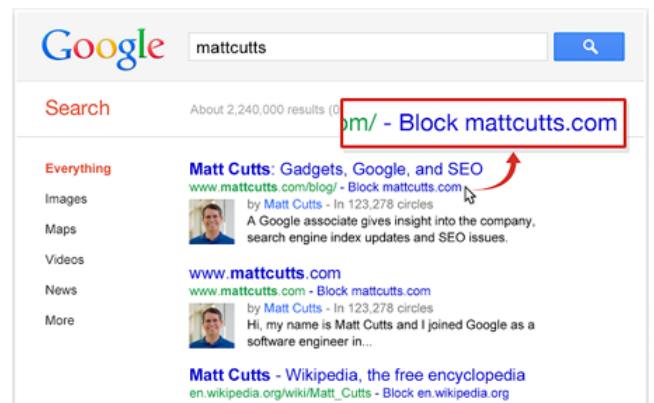 Google
mattcutts
Search
About 2,240,000 results (0
om/ - Block mattcutts.com
Everything
Images
Maps
Videos
News
More
Matt Cutts: Gadgets, Google, and SEO
www.mattcutts.com/blog/ - Block mattcutts.com
by Matt Cutts - In 123,278 circles
A Google associate gives insight into the company,
search engine index updates and SEO issues.
www.mattcutts.com
www.mattcutts.com - Block mattcutts.com
by Matt Cutts - In 123,278 circles
Hi, my name is Matt Cutts and I joined Google as a
software engineer in...
Matt Cutts - Wikipedia, the free encyclopedia
en.wikipedia.org/wiki/Matt_Cutts - Block en.wikipedia.org